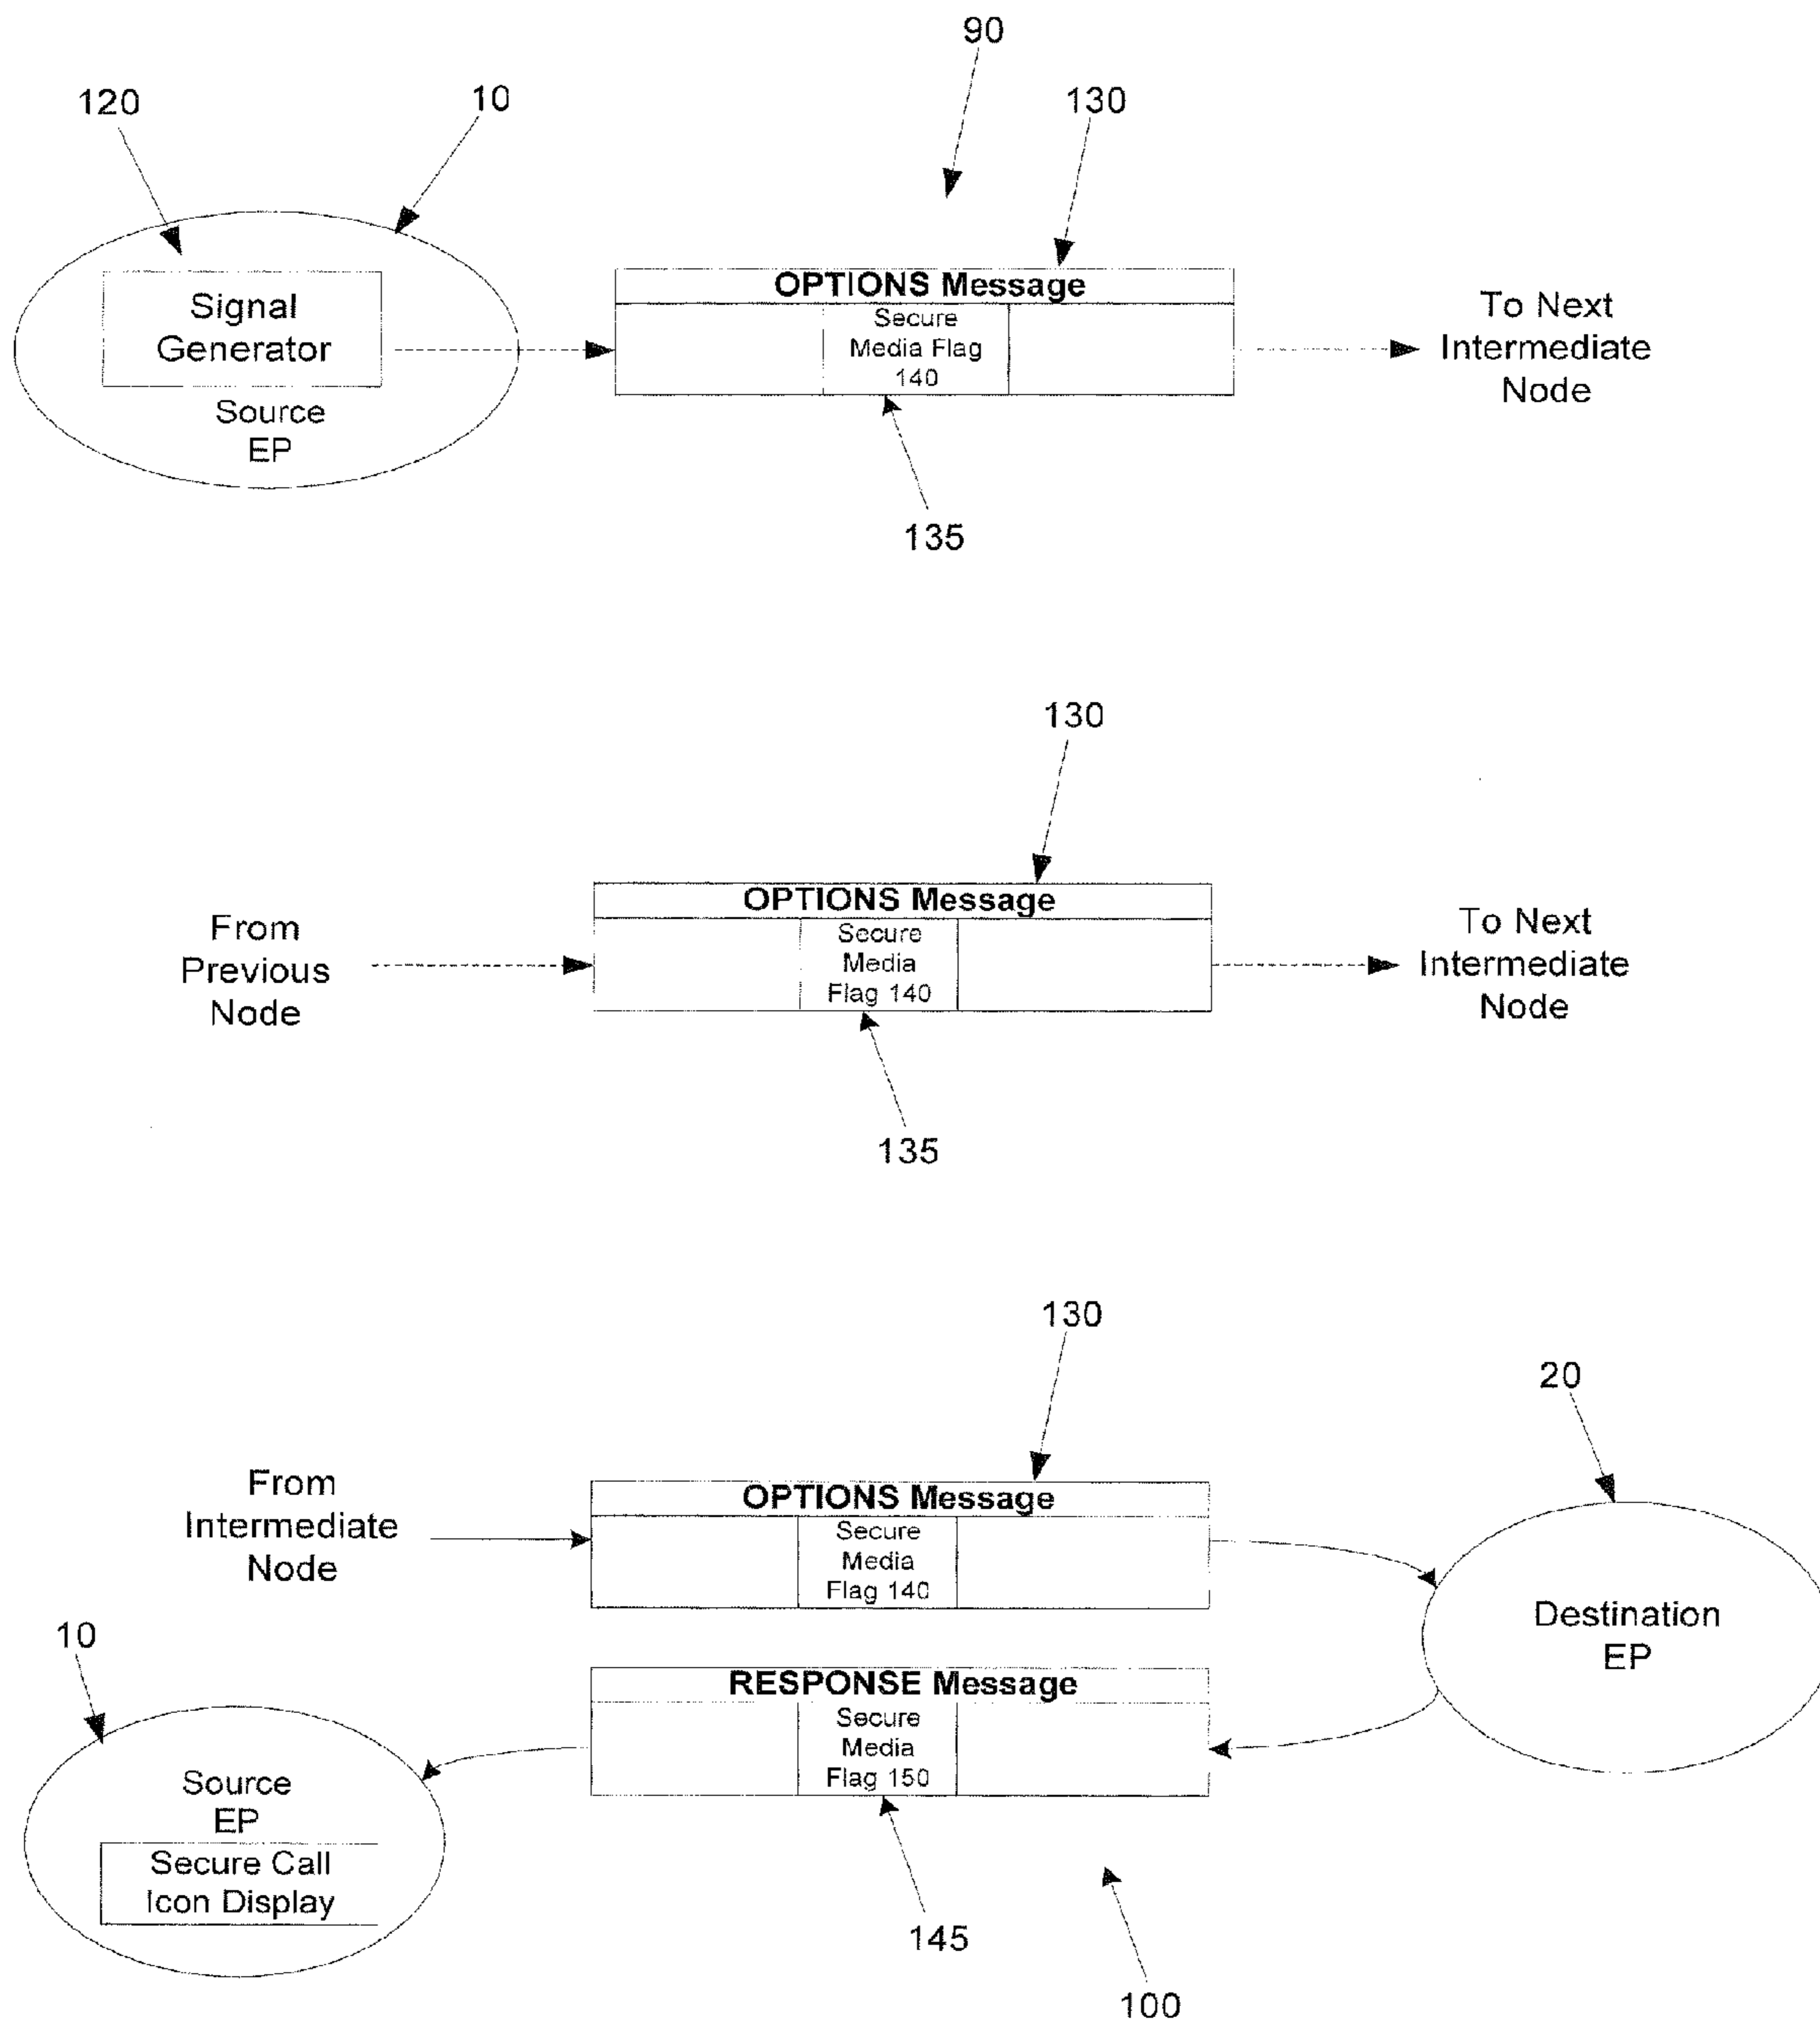 90
120
10
130
OPTIONS Message
Signal
Generator
Source
EP
Secure
Media Flag
140
To Next
Intermediate
Node
135
130
OPTIONS Message
From
Previous
Node
Secure
Media
Flag 140
To Next
Intermediate
Node
135
130
20
From
Intermediate
Node
OPTIONS Message
Secure
Media
Flag 140
Destination
EP
10
RESPONSE Message
Secure
Media
Flag 150
Source
EP
Secure Call
Icon Display
145
100